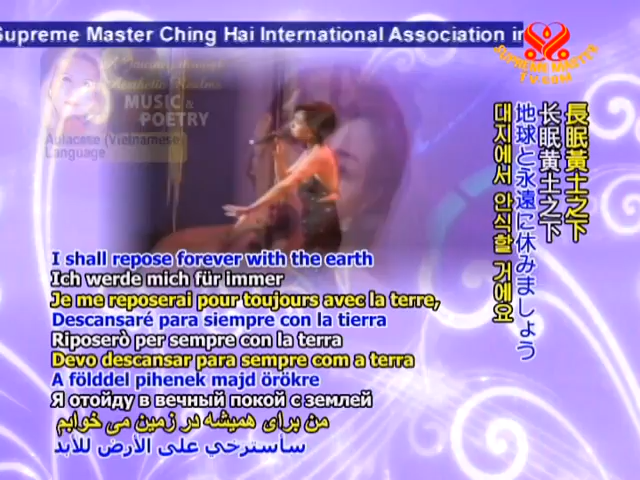 Supreme Master Ching Hai International Association in
SUPREME MASTER
TV.COM
MUSIC &
POETRY
Aulacese (Vietnamese)
Language
I shall repose forever with the earth
Ich werde mich für immer
Je me reposerai pour toujours avec la terre,
Descansaré para siempre con la tierra
Riposerò per sempre con la terra
Devo descansar para sempre com a terra
A földdel pihenek majd örökre
Я отойду в вечный покой с землей
من برای همیشه در زمین می خوابم
سأسترخي على الأرض للأبد
長眠黃土之下
长眠黄土之下
地球と永遠に休みましょう
대지에서 안식할 거에요